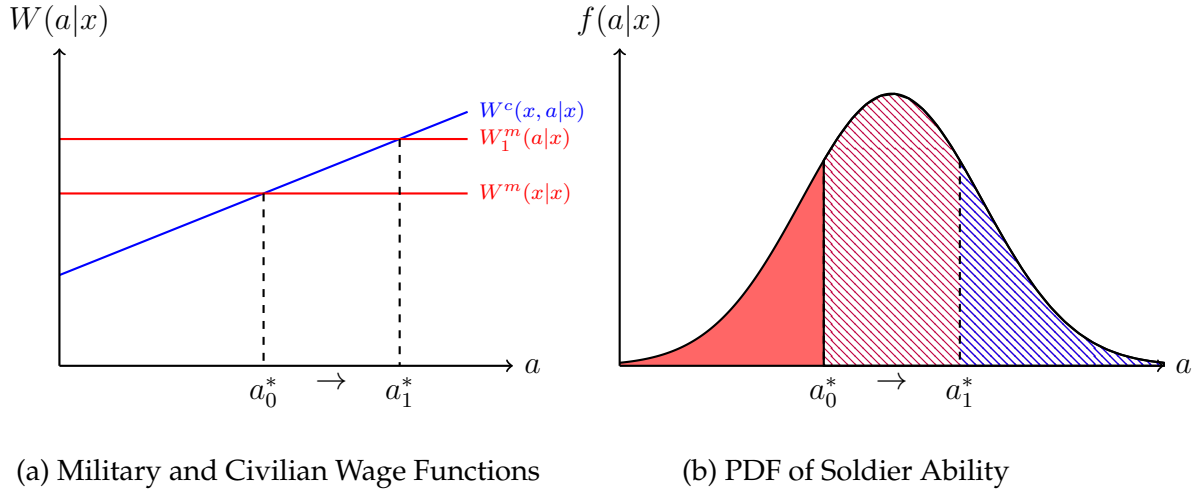 W(a|x)
W^c(x, a|x)
W_1^m(a|x)
W^m(x|x)
a
a_0^* → a_1^*
(a) Military and Civilian Wage Functions
f(a|x)
a
a_0^* → a_1^*
(b) PDF of Soldier Ability